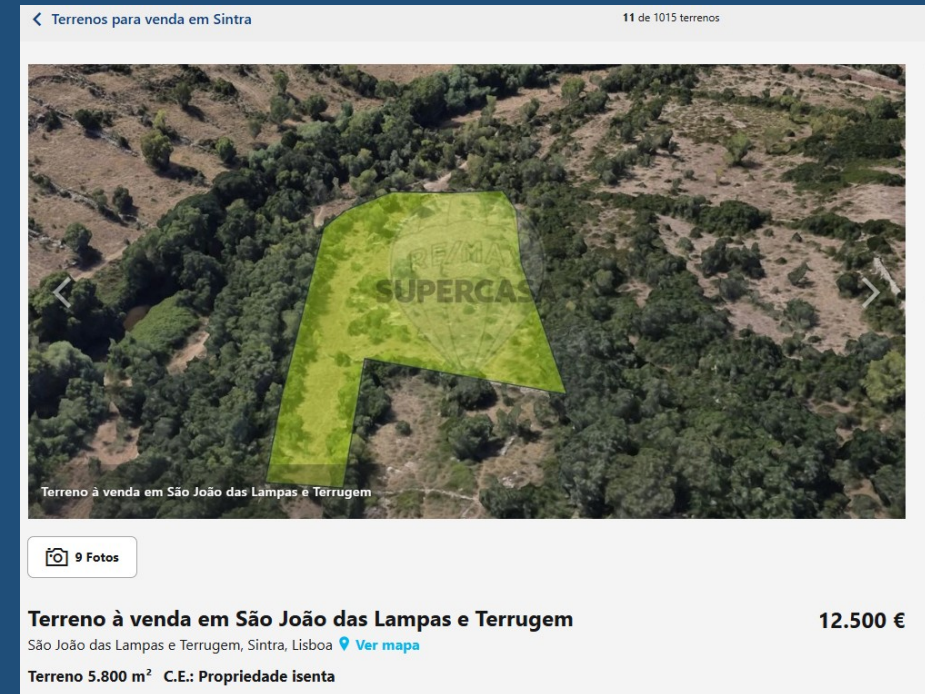 Terrenos para venda em Sintra
11 de 1015 terrenos
RE/MAX
SUPERCASA
Terreno à venda em São João das Lampas e Terrugem
9 Fotos
Terreno à venda em São João das Lampas e Terrugem
12.500 €
São João das Lampas e Terrugem, Sintra, Lisboa Ver mapa
Terreno 5.800 m² C.E.: Propriedade isenta